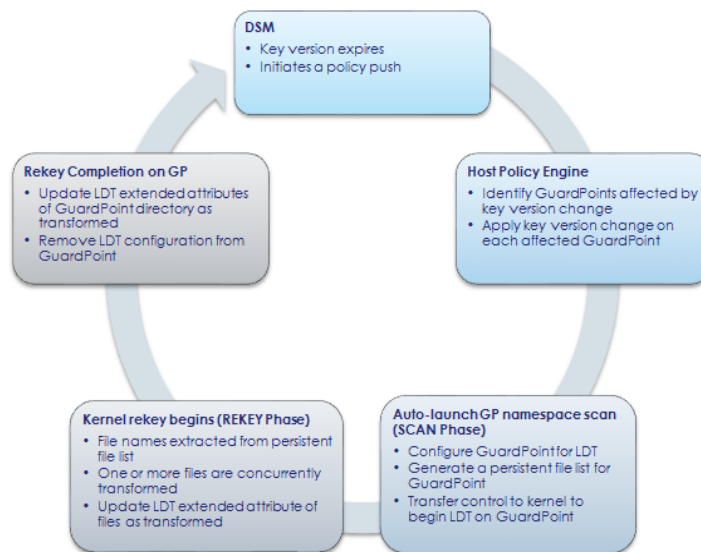 DSM
• Key version expires
• Initiates a policy push
Host Policy Engine
• Identify GuardPoints affected by
key version change
• Apply key version change on
each affected GuardPoint
Auto-launch GP namespace scan
(SCAN Phase)
• Configure GuardPoint for LDT
• Generate a persistent file list for
GuardPoint
• Transfer control to kernel to
begin LDT on GuardPoint
Kernel rekey begins (REKEY Phase)
• File names extracted from persistent
file list
• One or more files are concurrently
transformed
• Update LDT extended attribute of
files as transformed
Rekey Completion on GP
• Update LDT extended attributes
of GuardPoint directory as
transformed
• Remove LDT configuration from
GuardPoint